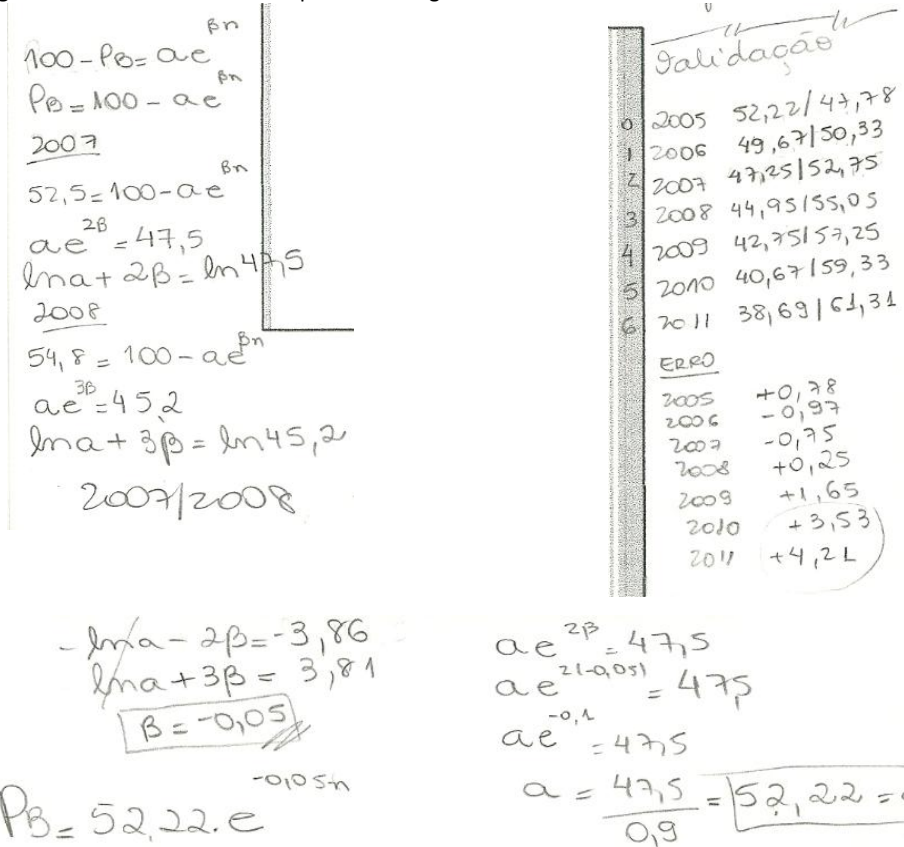 100 - PB = ae^βn
PB = 100 - ae^βn
2007
52,5 = 100 - ae^βn
ae^2β = 47,5
ln a + 2β = ln 47,5
2008
54,8 = 100 - ae^βn
ae^3β = 45,2
ln a + 3β = ln 45,2
2007/2008
Validação
0 2005 52,22/47,78
1 2006 49,67/50,33
2 2007 47,25/52,75
3 2008 44,95/55,05
4 2009 42,75/57,25
5 2010 40,67/59,33
6 2011 38,69/61,31
ERRO
2005 +0,78
2006 -0,97
2007 -0,75
2008 +0,25
2009 +1,65
2010 +3,53
2011 +4,21
- ln a - 2β = -3,86
ln a + 3β = 3,81
β = -0,05
PB = 52,22.e^-0,05n
ae^2β = 47,5
ae^2(-0,05) = 47,5
ae^-0,1 = 47,5
a = 47,5/0,9 = 52,22 =